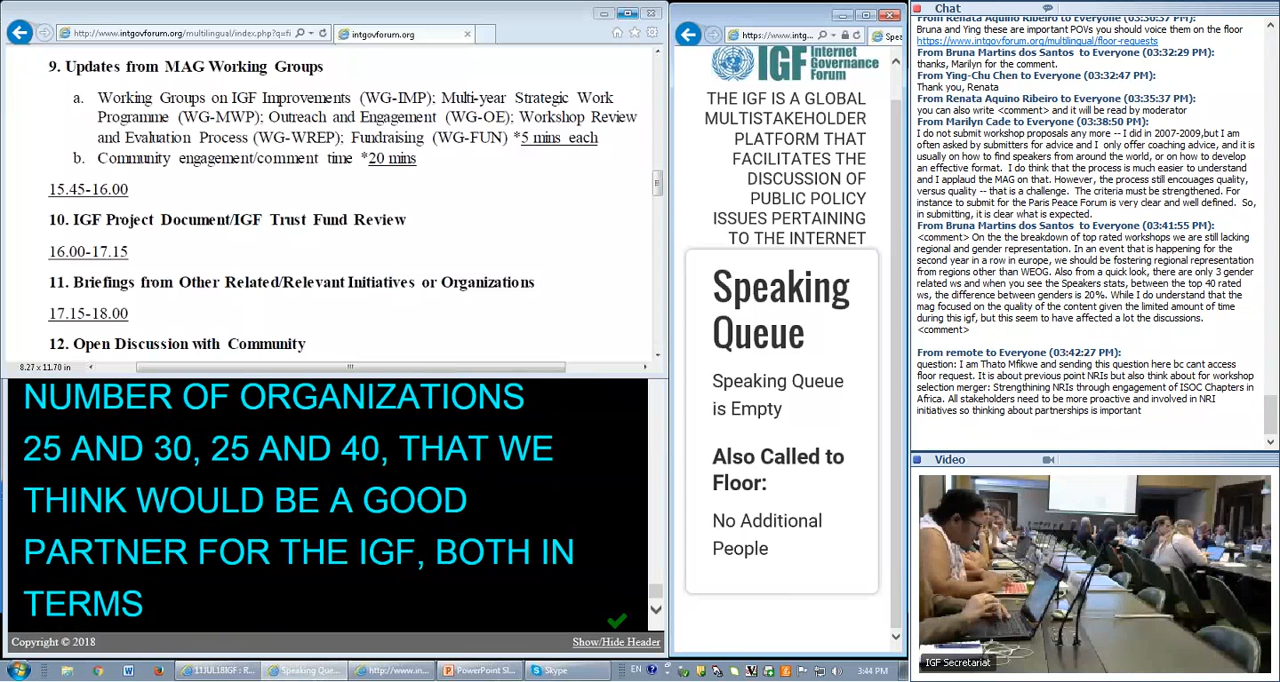 http://www.intgovforum.org/multilingual/index.php?q=fi
intgovforum.org
9. Updates from MAG Working Groups
a. Working Groups on IGF Improvements (WG-IMP); Multi-year Strategic Work
Programme (WG-MWP); Outreach and Engagement (WG-OE); Workshop Review
and Evaluation Process (WG-WREP); Fundraising (WG-FUN) *5 mins each
b. Community engagement/comment time *20 mins
15.45-16.00
10. IGF Project Document/IGF Trust Fund Review
16.00-17.15
11. Briefings from Other Related/Relevant Initiatives or Organizations
17.15-18.00
12. Open Discussion with Community
8.27 x 11.70 in
NUMBER OF ORGANIZATIONS
25 AND 30, 25 AND 40, THAT WE
THINK WOULD BE A GOOD
PARTNER FOR THE IGF, BOTH IN
TERMS
Copyright © 2018
Show/Hide Header
https://www.intg...
Spea
IGF Internet
Governance
Forum
THE IGF IS A GLOBAL
MULTISTAKEHOLDER
PLATFORM THAT
FACILITATES THE
DISCUSSION OF
PUBLIC POLICY
ISSUES PERTAINING
TO THE INTERNET
Speaking
Queue
Speaking Queue
is Empty
Also Called to
Floor:
No Additional
People
Chat
From Renata Aquino Ribeiro to Everyone (03:30:37 PM):
Bruna and Ying these are important POVs you should voice them on the floor
https://www.intgovforum.org/multilingual/floor-requests
From Bruna Martins dos Santos to Everyone (03:32:29 PM):
thanks, Marilyn for the comment.
From Ying-Chu Chen to Everyone (03:32:47 PM):
Thank you, Renata
From Renata Aquino Ribeiro to Everyone (03:35:37 PM):
you can also write <comment> and it will be read by moderator
From Marilyn Cade to Everyone (03:38:50 PM):
I do not submit workshop proposals any more -- I did in 2007-2009,but I am
often asked by submitters for advice and I only offer coaching advice, and it is
usually on how to find speakers from around the world, or on how to develop
an effective format. I do think that the process is much easier to understand
and I applaud the MAG on that. However, the process still encouages quality,
versus quality -- that is a challenge. The criteria must be strengthened. For
instance to submit for the Paris Peace Forum is very clear and well defined. So,
in submitting, it is clear what is expected.
From Bruna Martins dos Santos to Everyone (03:41:55 PM):
<comment> On the the breakdown of top rated workshops we are still lacking
regional and gender representation. In an event that is happening for the
second year in a row in europe, we should be fostering regional representation
from regions other than WEOG. Also from a quick look, there are only 3 gender
related ws and when you see the Speakers stats, between the top 40 rated
ws, the difference between genders is 20%. While I do understand that the
mag focused on the quality of the content given the limited amount of time
during this igf, but this seem to have affected a lot the discussions.
<comment>
From remote to Everyone (03:42:27 PM):
question: I am Thato Mfikwe and sending this question here bc cant access
floor request. It is about previous point NRIs but also think about for workshop
selection merger: Strengthining NRIs through engagement of ISOC Chapters in
Africa. All stakeholders need to be more proactive and involved in NRI
initiatives so thinking about partnerships is important
Video
IGF Secretariat
11JUL18IGF : R...
Speaking Que...
http://www.in...
PowerPoint Sl...
Skype
EN
3:44 PM